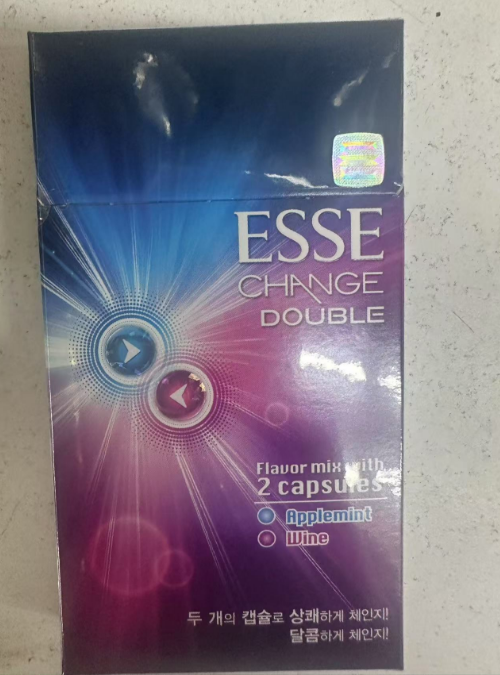 ESSE
CHANGE
DOUBLE
Flavor mix with
2 capsules
Applemint
Wine
두 개의 캡슐로 상쾌하게 체인지!
달콤하게 체인지!